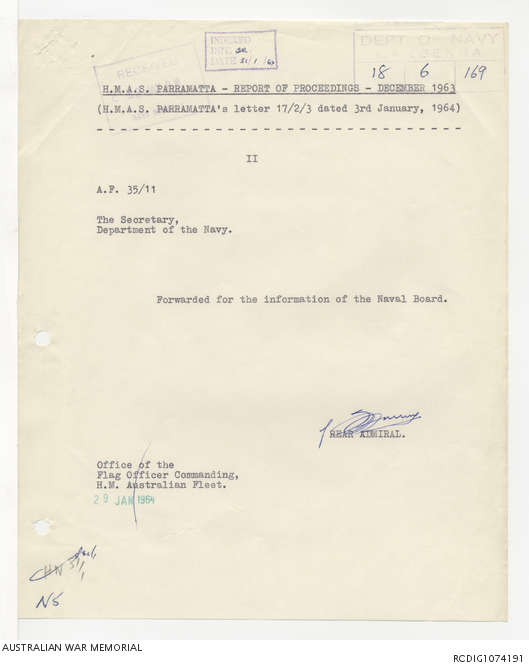 INDEXED
DATE 31/1/64
RECEIVED
DEPT OF NAVY
18 6 169
H.M.A.S. PARRAMATTA - REPORT OF PROCEEDINGS - DECEMBER 1963
(H.M.A.S. PARRAMATTA's letter 17/2/3 dated 3rd January, 1964)
II
A.F. 35/11
The Secretary,
Department of the Navy.
Forwarded for the information of the Naval Board.
REAR ADMIRAL.
Office of the
Flag Officer Commanding,
H.M. Australian Fleet.
29 JAN 1964
NS
AUSTRALIAN WAR MEMORIAL
RCDIG1074191